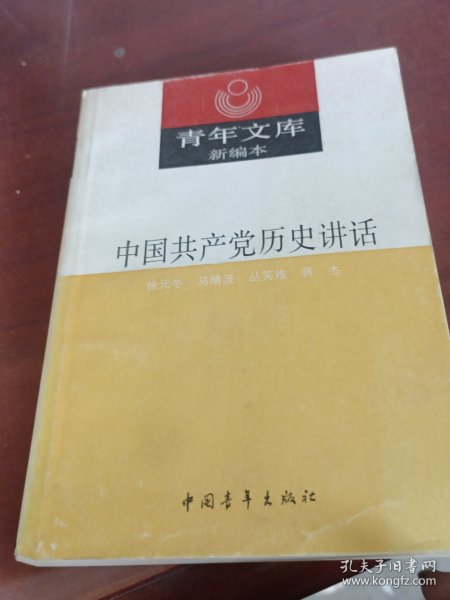 青年文库
新编本
中国共产党历史讲话
徐元冬 马晴波 丛笑难 蒋 杰
中国青年出版社
孔夫子旧书网
www.kongfz.com